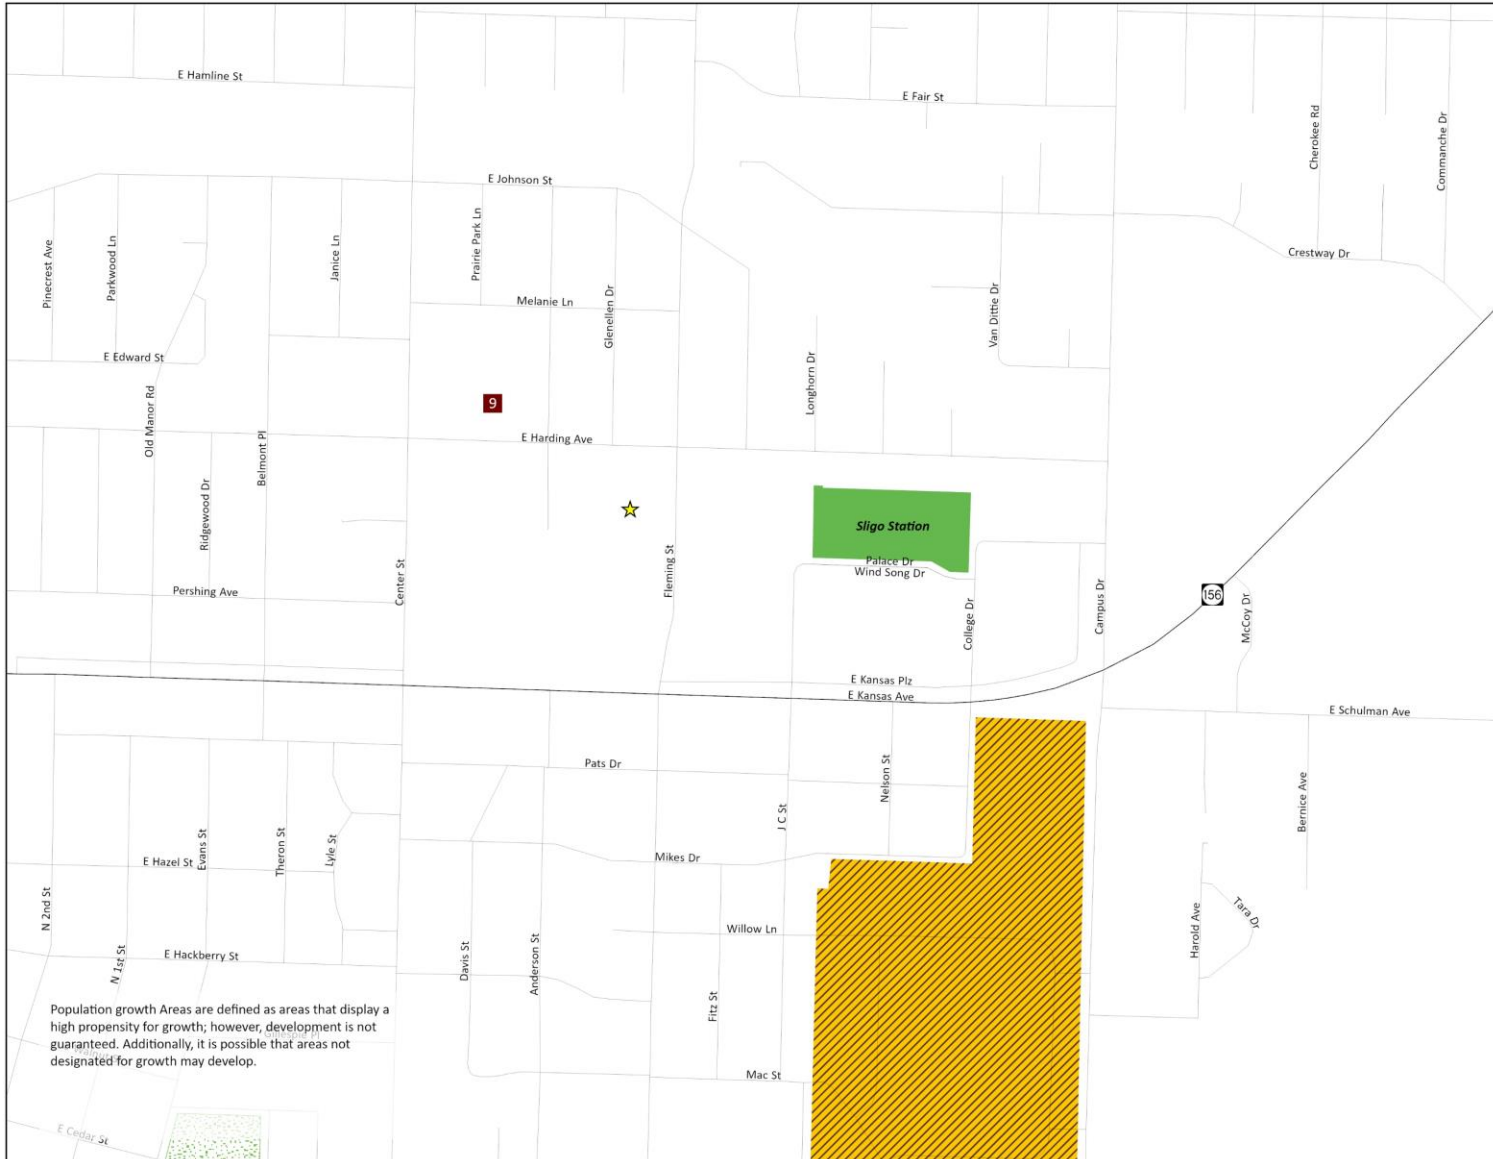 E Hamline St
E Fair St
Cherokee Rd
Commanche Dr
E Johnson St
Pinecrest Ave
Parkwood Ln
Janice Ln
Prairie Park Ln
Melanie Ln
Glenellen Dr
Van Dittie Dr
Crestway Dr
E Edward St
Old Manor Rd
Longhorn Dr
9
E Harding Ave
Belmont Pl
Ridgewood Dr
Sligo Station
Palace Dr
Wind Song Dr
Center St
Fleming St
Pershing Ave
College Dr
Campus Dr
156
McCoy Dr
E Kansas Plz
E Kansas Ave
E Schulman Ave
Pats Dr
Nelson St
J C St
Bernice Ave
E Hazel St
Evans St
Theron St
Lyle St
Mikes Dr
N 2nd St
Willow Ln
Harold Ave
Tara Dr
N 1st St
E Hackberry St
Davis St
Anderson St
Fitz St
Population growth Areas are defined as areas that display a
high propensity for growth; however, development is not
guaranteed. Additionally, it is possible that areas not
designated for growth may develop.
Gillespie Pl
Mac St
E Cedar St